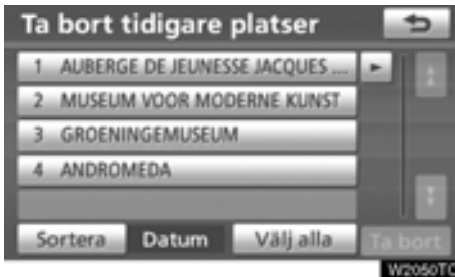 Ta bort tidigare platser
1 AUBERGE DE JEUNESSE JACQUES ...
2 MUSEUM VOOR MODERNE KUNST
3 GROENINGEMUSEUM
4 ANDROMEDA
Sortera Datum Välj alla Ta bort
W2050TC